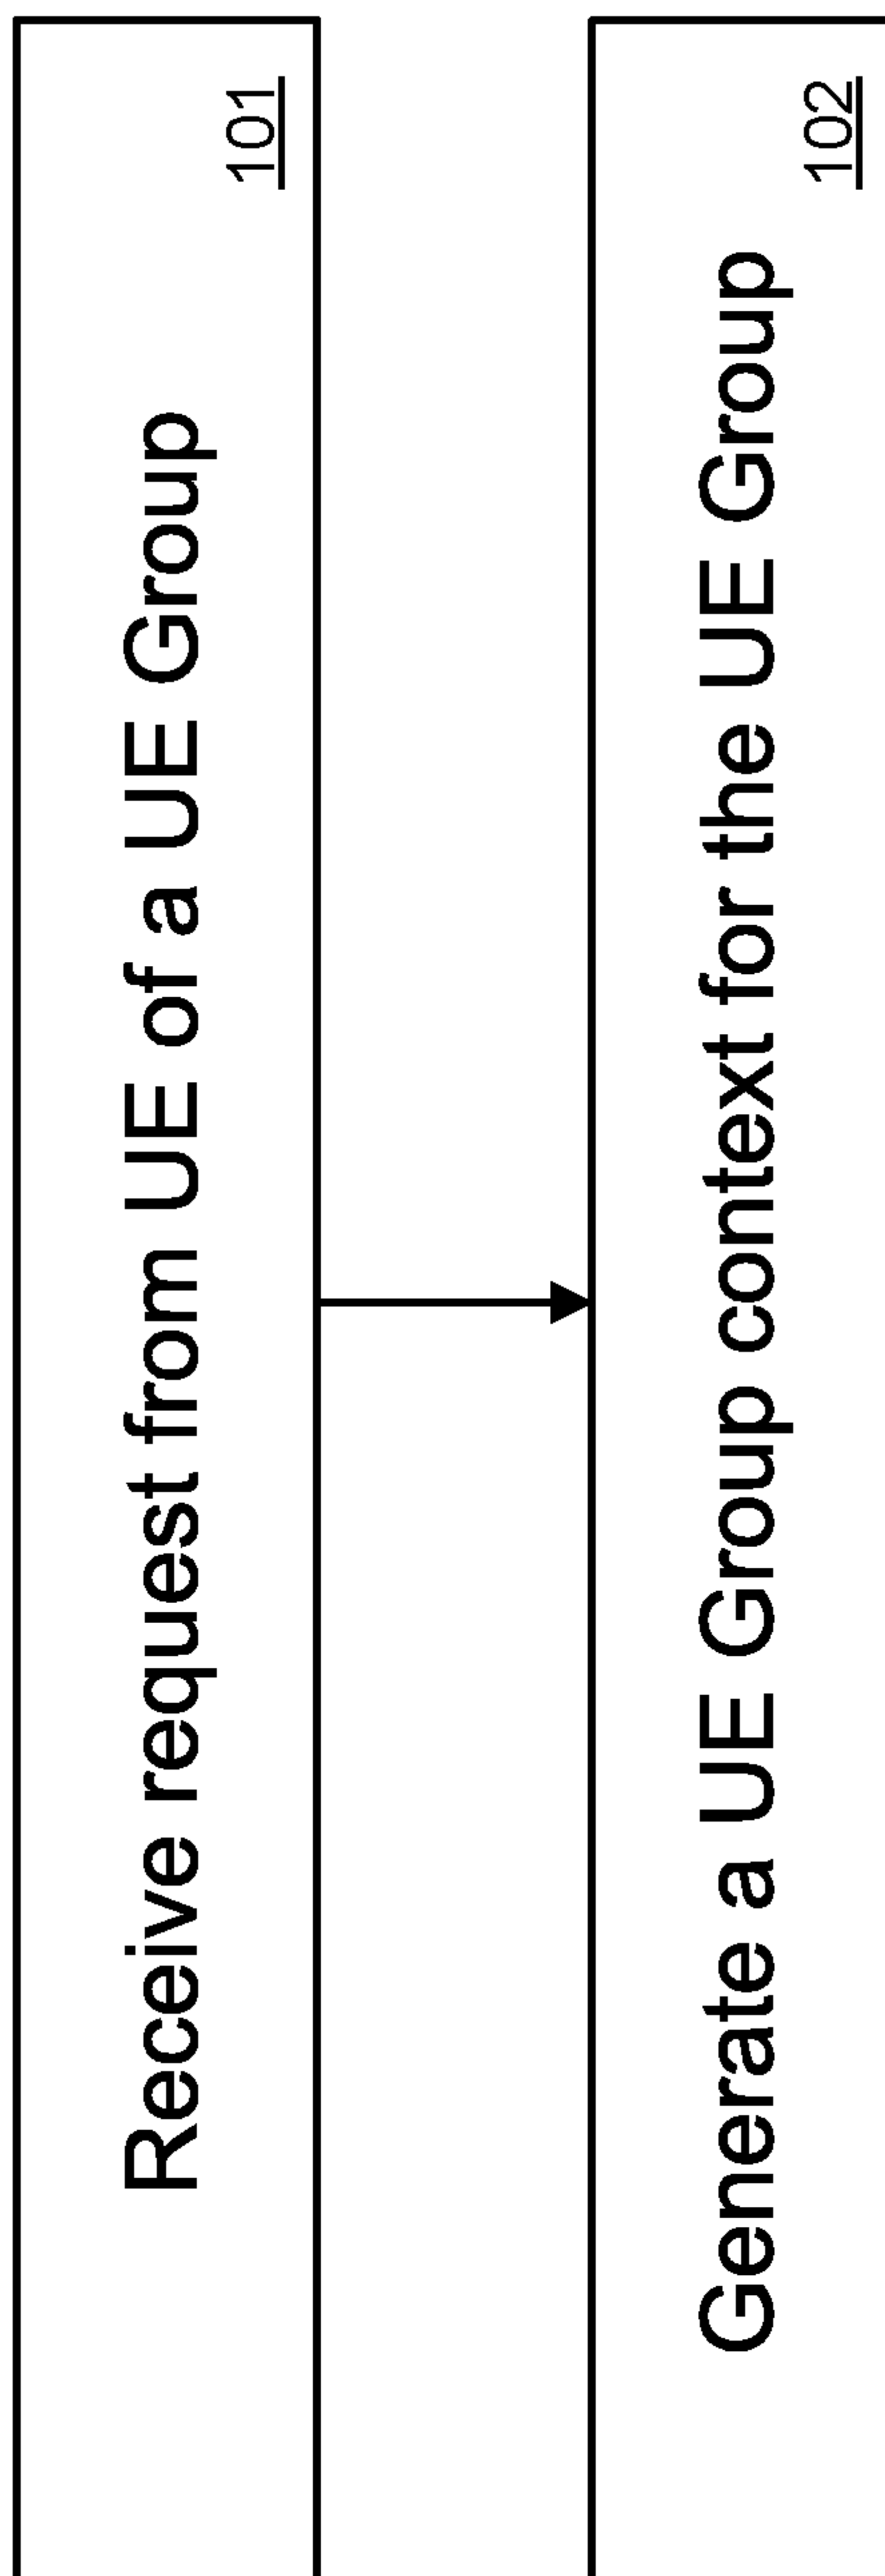 Receive request from UE of a UE Group
101
Generate a UE Group context for the UE Group
102